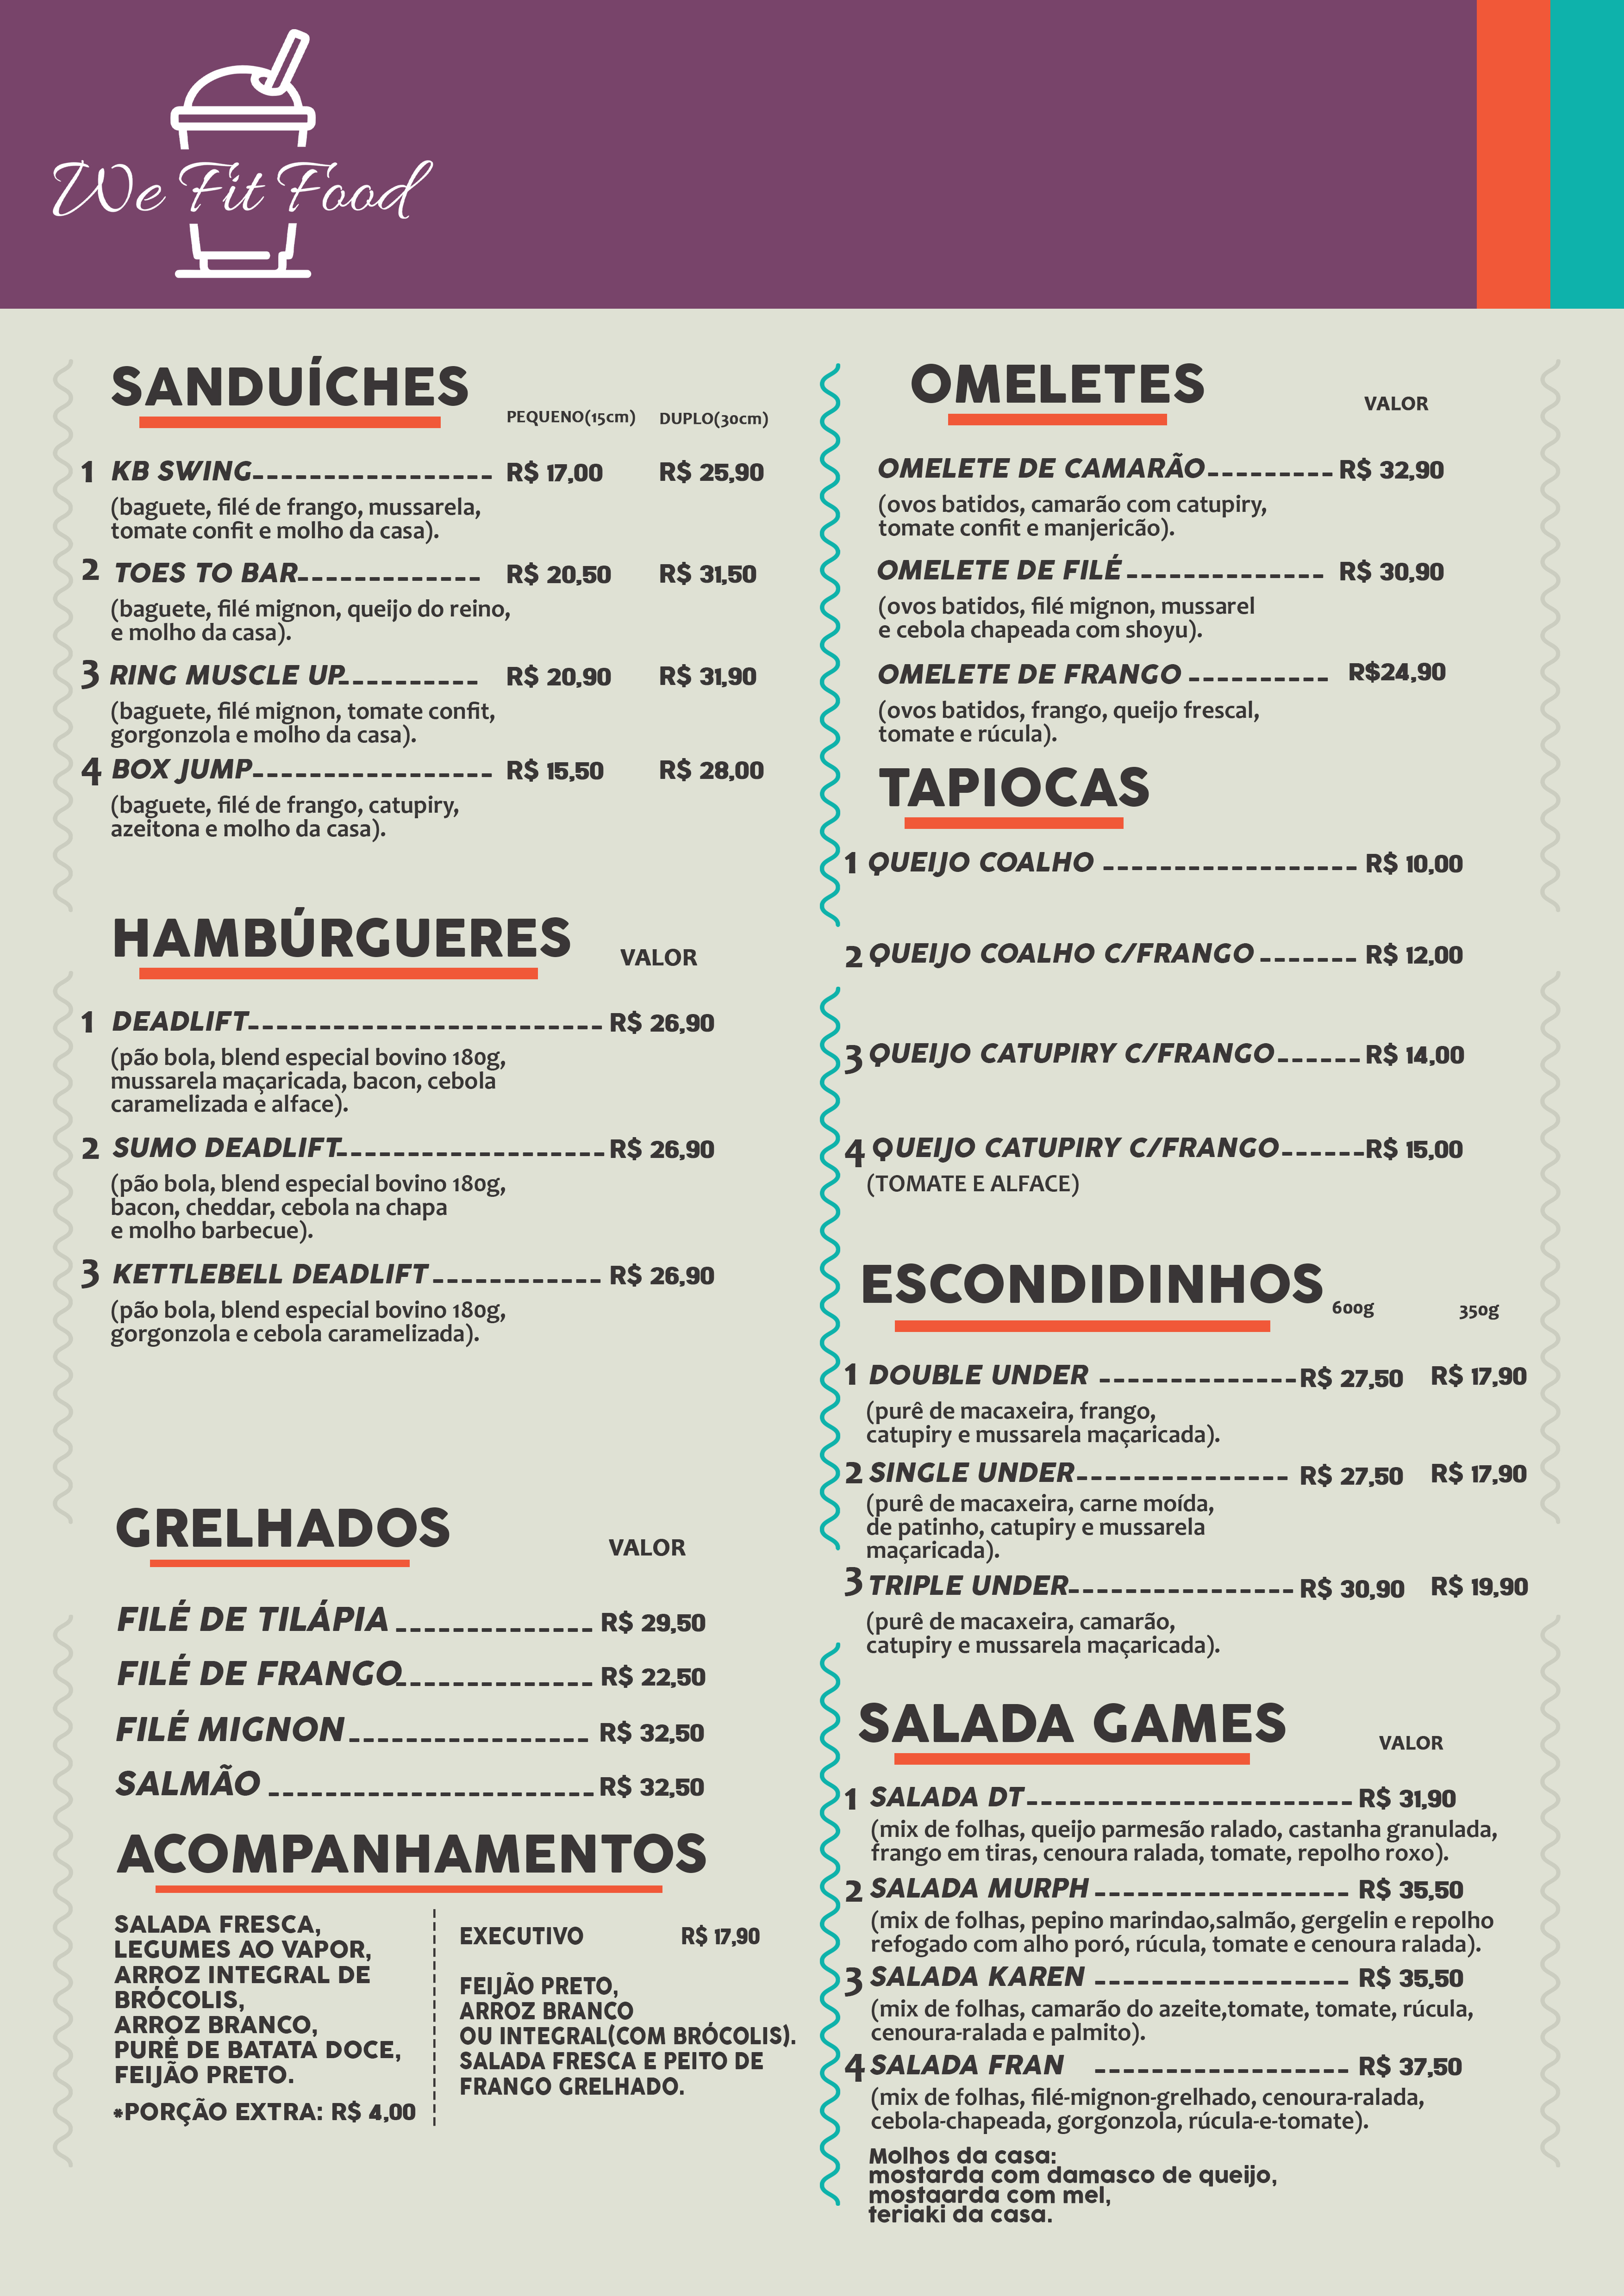 We Fit Food
SANDUÍCHES
PEQUENO(15cm) DUPLO(30cm)
1 KB SWING----------------- R$ 17,00 R$ 25,90
(baguete, filé de frango, mussarela,
tomate confit e molho da casa).
2 TOES TO BAR------------- R$ 20,50 R$ 31,50
(baguete, filé mignon, queijo do reino,
e molho da casa).
3 RING MUSCLE UP---------- R$ 20,90 R$ 31,90
(baguete, filé mignon, tomate confit,
gorgonzola e molho da casa).
4 BOX JUMP----------------- R$ 15,50 R$ 28,00
(baguete, filé de frango, catupiry,
azeitona e molho da casa).
HAMBÚRGUERES
VALOR
1 DEADLIFT------------------------- R$ 26,90
(pão bola, blend especial bovino 180g,
mussarela maçaricada, bacon, cebola
caramelizada e alface).
2 SUMO DEADLIFT------------------- R$ 26,90
(pão bola, blend especial bovino 180g,
bacon, cheddar, cebola na chapa
e molho barbecue).
3 KETTLEBELL DEADLIFT ------------ R$ 26,90
(pão bola, blend especial bovino 180g,
gorgonzola e cebola caramelizada).
GRELHADOS
VALOR
FILÉ DE TILÁPIA -------------- R$ 29,50
FILÉ DE FRANGO-------------- R$ 22,50
FILÉ MIGNON ----------------- R$ 32,50
SALMÃO ----------------------- R$ 32,50
ACOMPANHAMENTOS
SALADA FRESCA,
LEGUMES AO VAPOR,
ARROZ INTEGRAL DE
BRÓCOLIS,
ARROZ BRANCO,
PURÊ DE BATATA DOCE,
FEIJÃO PRETO.
*PORÇÃO EXTRA: R$ 4,00
EXECUTIVO R$ 17,90
FEIJÃO PRETO,
ARROZ BRANCO
OU INTEGRAL(COM BRÓCOLIS).
SALADA FRESCA E PEITO DE
FRANGO GRELHADO.
OMELETES
VALOR
OMELETE DE CAMARÃO--------- R$ 32,90
(ovos batidos, camarão com catupiry,
tomate confit e manjericão).
OMELETE DE FILÉ -------------- R$ 30,90
(ovos batidos, filé mignon, mussarel
e cebola chapeada com shoyu).
OMELETE DE FRANGO ---------- R$24,90
(ovos batidos, frango, queijo frescal,
tomate e rúcula).
TAPIOCAS
1 QUEIJO COALHO ------------------ R$ 10,00
2 QUEIJO COALHO C/FRANGO ------- R$ 12,00
3 QUEIJO CATUPIRY C/FRANGO------ R$ 14,00
4 QUEIJO CATUPIRY C/FRANGO------R$ 15,00
(TOMATE E ALFACE)
ESCONDIDINHOS
600g 350g
1 DOUBLE UNDER --------------R$ 27,50 R$ 17,90
(purê de macaxeira, frango,
catupiry e mussarela maçaricada).
2 SINGLE UNDER--------------- R$ 27,50 R$ 17,90
(purê de macaxeira, carne moída,
de patinho, catupiry e mussarela
maçaricada).
3 TRIPLE UNDER---------------- R$ 30,90 R$ 19,90
(purê de macaxeira, camarão,
catupiry e mussarela maçaricada).
SALADA GAMES
VALOR
1 SALADA DT----------------------- R$ 31,90
(mix de folhas, queijo parmesão ralado, castanha granulada,
frango em tiras, cenoura ralada, tomate, repolho roxo).
2 SALADA MURPH ------------------ R$ 35,50
(mix de folhas, pepino marindao,salmão, gergelin e repolho
refogado com alho poró, rúcula, tomate e cenoura ralada).
3 SALADA KAREN ------------------ R$ 35,50
(mix de folhas, camarão do azeite,tomate, tomate, rúcula,
cenoura-ralada e palmito).
4 SALADA FRAN ------------------ R$ 37,50
(mix de folhas, filé-mignon-grelhado, cenoura-ralada,
cebola-chapeada, gorgonzola, rúcula-e-tomate).
Molhos da casa:
mostarda com damasco de queijo,
mostaarda com mel,
teriaki da casa.